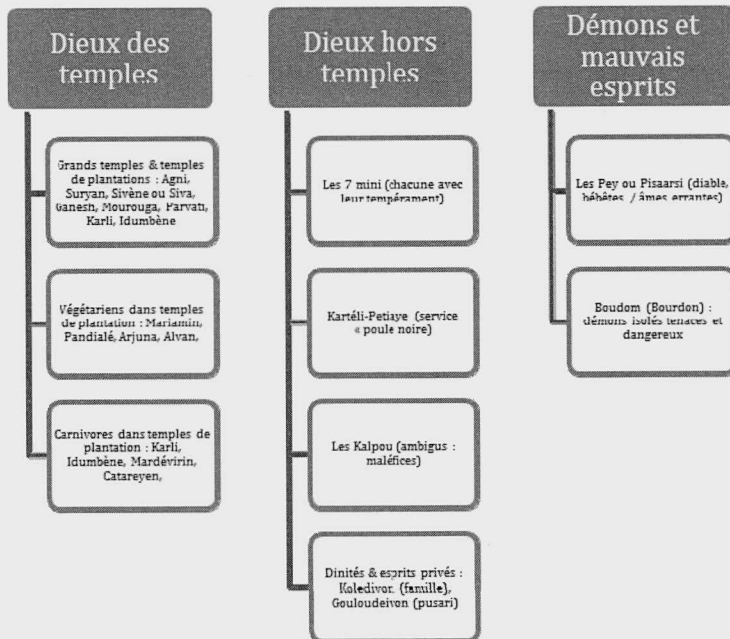 Dieux des
temples
Grands temples & temples
de plantations : Agni,
Suryan, Sivène ou Siva,
Ganesh, Mourouga, Parvati,
Karli, Idumbène
Végétariens dans temples
de plantation : Mariamin,
Pandialé, Arjuna, Alvan,
Carnivores dans temples de
plantation : Karli,
Idumbène, Mardévirin,
Catareyen,
Dieux hors
temples
Les 7 mini (chacune avec
leur tempérament)
Kartéli-Petiaye (service
« poule noire)
Les Kalpou (ambigus :
maléfices)
Dinités & esprits privés :
Koledivon (famille),
Gouloudeivon (pusari)
Démons et
mauvais
esprits
Les Pey ou Pisaarsi (diable,
bébêtes / âmes errantes)
Boudom (Bourdon) :
démons isolés tenaces et
dangereux